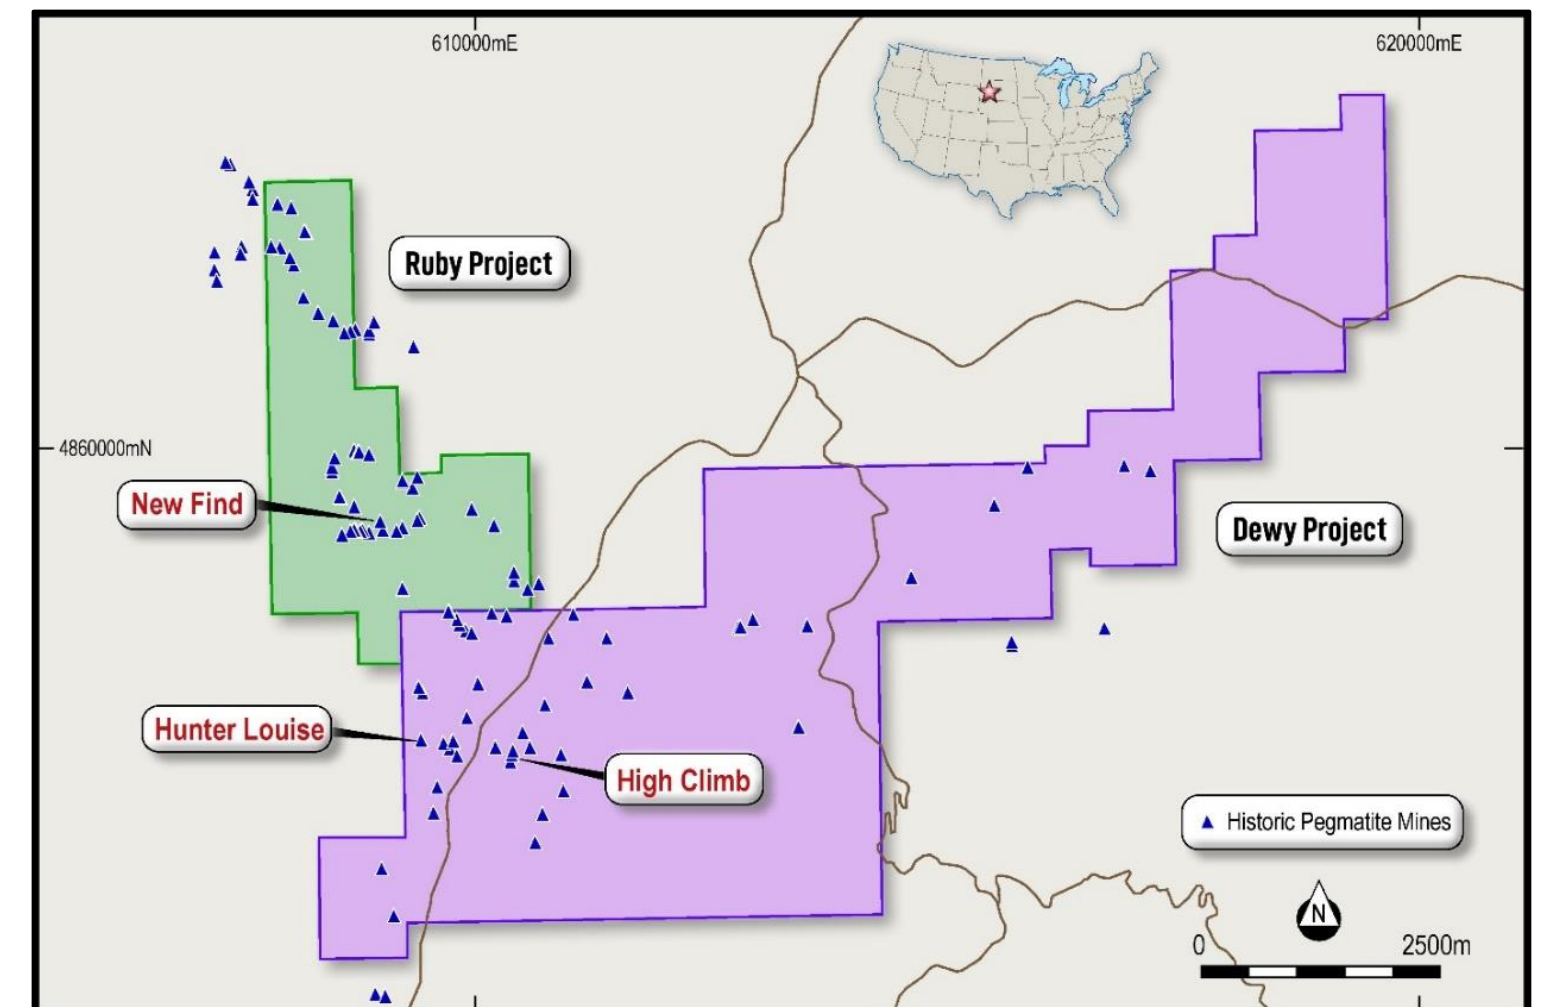 610000mE
620000mE
Ruby Project
4860000mN
New Find
Dewy Project
Hunter Louise
High Climb
Historic Pegmatite Mines
N
0
2500m